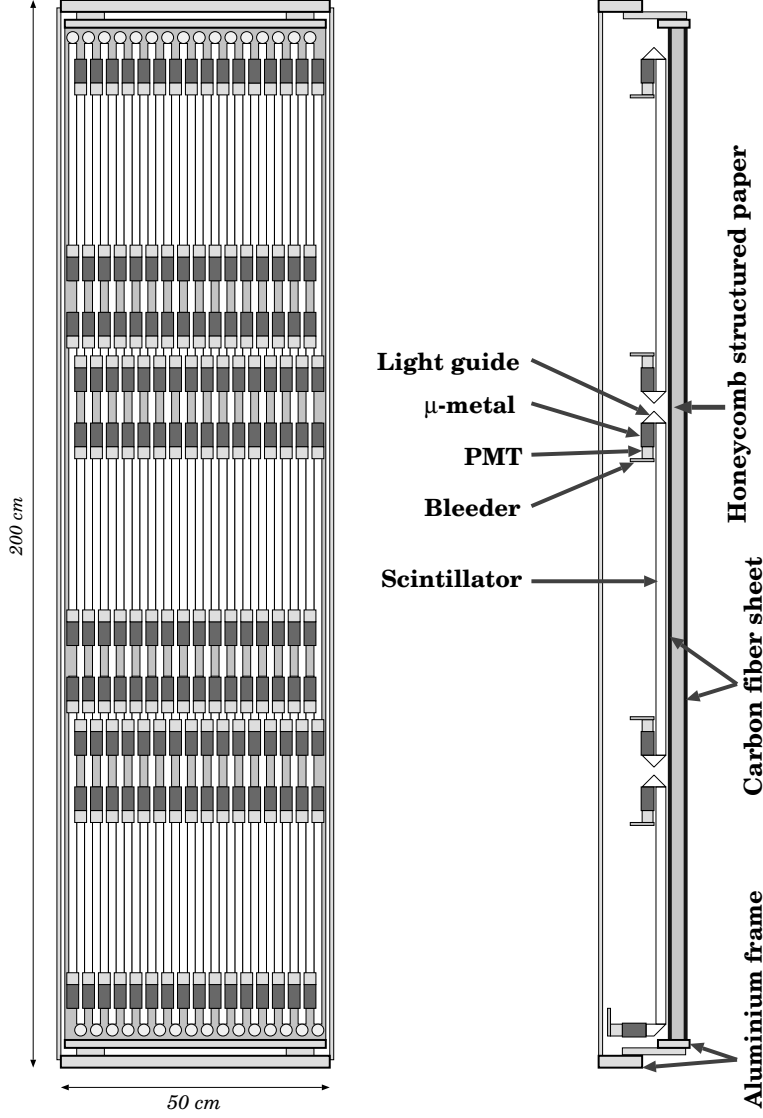 Light guide
μ-metal
PMT
Bleeder
Scintillator
Honeycomb structured paper
Carbon fiber sheet
Aluminium frame
200 cm
50 cm